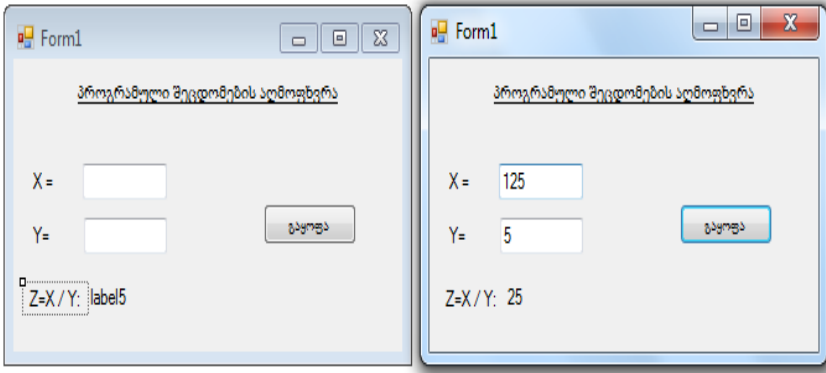 Form1
პროგრამული შეცდომების აღმოფხვრა
X =
Y=
გაყოფა
Z=X / Y: label5
Form1
პროგრამული შეცდომების აღმოფხვრა
X = 125
Y= 5
გაყოფა
Z=X / Y: 25